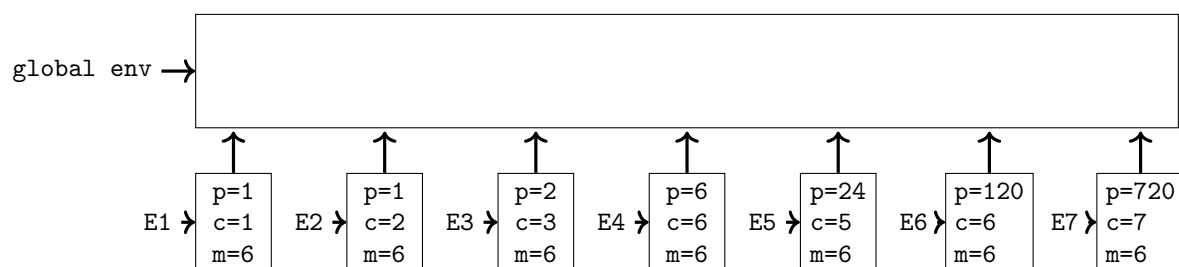 global env
E1
p=1
c=1
m=6
E2
p=1
c=2
m=6
E3
p=2
c=3
m=6
E4
p=6
c=6
m=6
E5
p=24
c=5
m=6
E6
p=120
c=6
m=6
E7
p=720
c=7
m=6